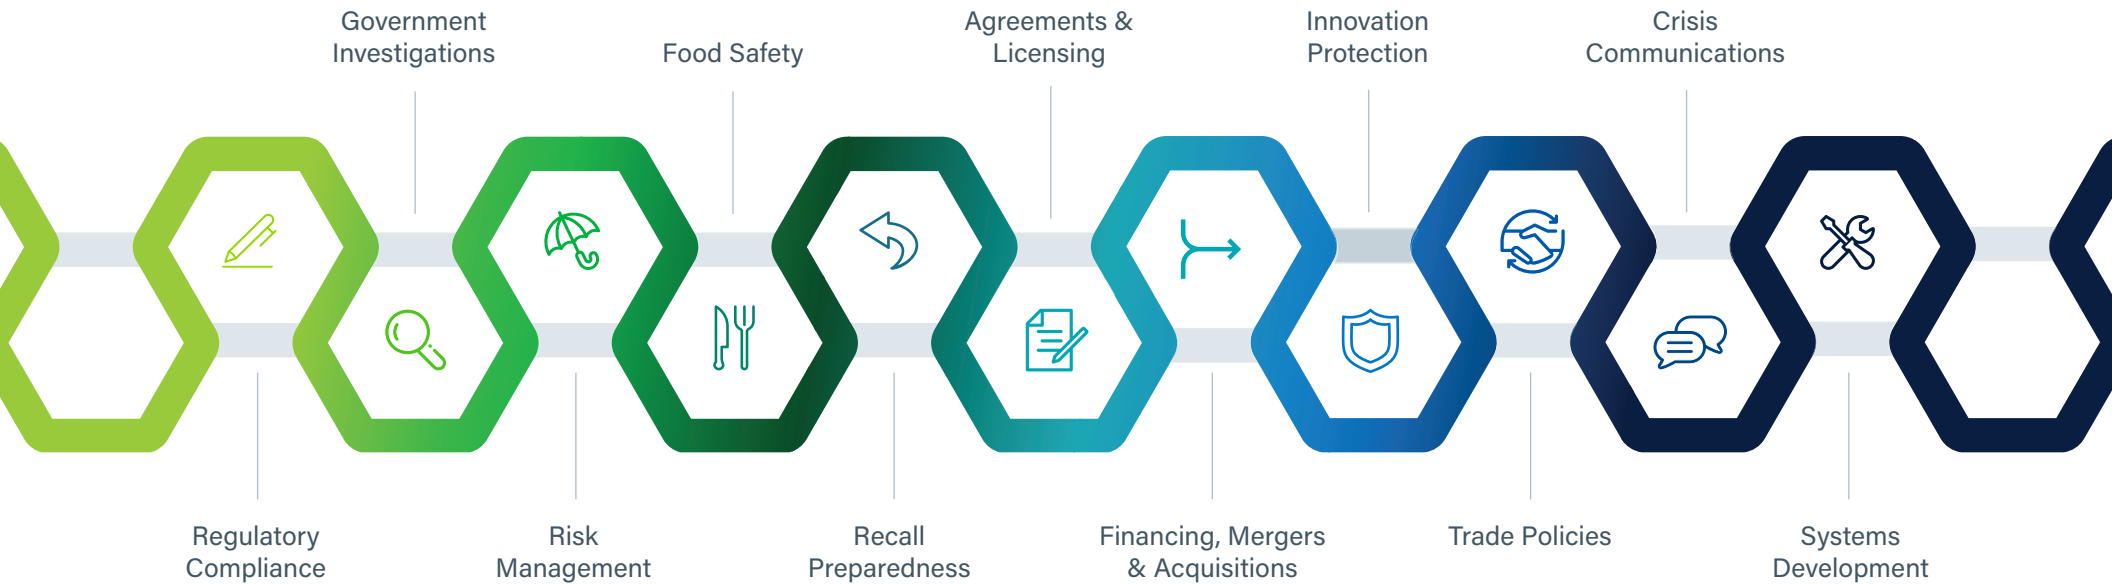 Government
Investigations
Food Safety
Agreements &
Licensing
Innovation
Protection
Crisis
Communications
Regulatory
Compliance
Risk
Management
Recall
Preparedness
Financing, Mergers
& Acquisitions
Trade Policies
Systems
Development